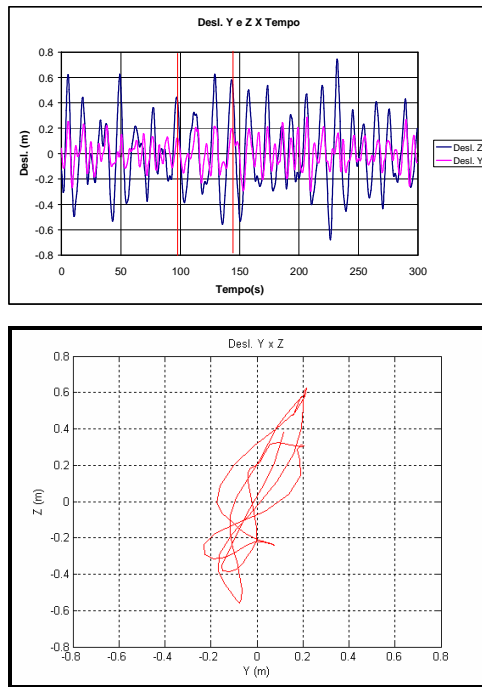 Desl. Y e Z X Tempo
0.8
0.6
0.4
0.2
0
-0.2
-0.4
-0.6
-0.8
Desl. (m)
0 50 100 150 200 250 300
Tempo(s)
Desl. Z
Desl. Y
Desl. Y x Z
0.8
0.6
0.4
0.2
0
-0.2
-0.4
-0.6
-0.8
Z (m)
-0.8 -0.6 -0.4 -0.2 0 0.2 0.4 0.6 0.8
Y (m)